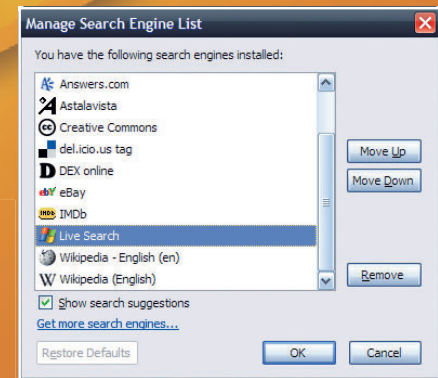 Manage Search Engine List
You have the following search engines installed:
Answers.com
Astalavista
Creative Commons
del.icio.us tag
DEX online
eBay
IMDb
Live Search
Wikipedia - English (en)
Wikipedia (English)
Move Up
Move Down
Remove
Show search suggestions
Get more search engines...
Restore Defaults
OK
Cancel